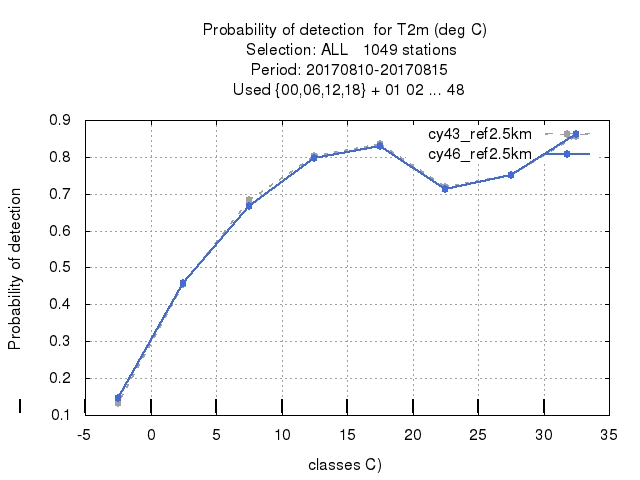 Probability of detection  for T2m (deg C)
Selection: ALL   1049 stations
Period: 20170810-20170815
Used {00,06,12,18} + 01 02 ... 48
cy43_ref2.5km
cy46_ref2.5km
Probability of detection
0.9
0.8
0.7
0.6
0.5
0.4
0.3
0.2
0.1
-5 0 5 10 15 20 25 30 35
classes C)